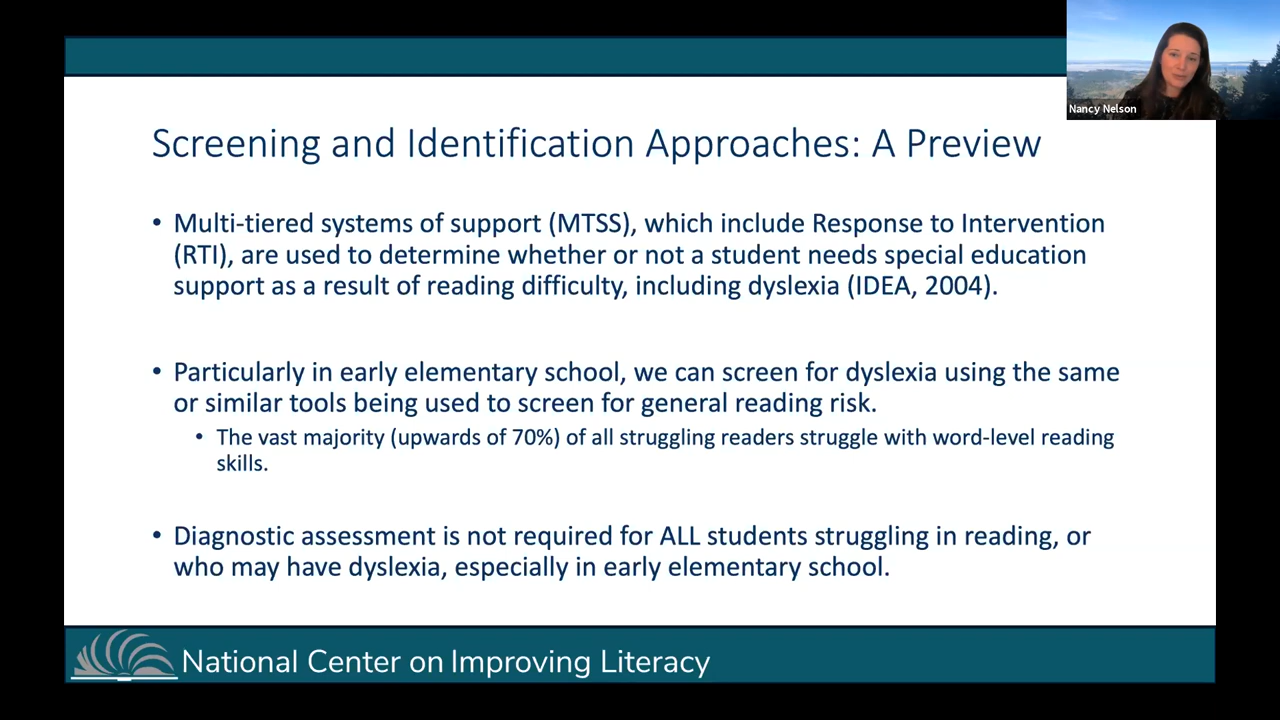 Nancy Nelson
Screening and Identification Approaches: A Preview
• Multi-tiered systems of support (MTSS), which include Response to Intervention
(RTI), are used to determine whether or not a student needs special education
support as a result of reading difficulty, including dyslexia (IDEA, 2004).
• Particularly in early elementary school, we can screen for dyslexia using the same
or similar tools being used to screen for general reading risk.
• The vast majority (upwards of 70%) of all struggling readers struggle with word-level reading
skills.
• Diagnostic assessment is not required for ALL students struggling in reading, or
who may have dyslexia, especially in early elementary school.
National Center on Improving Literacy